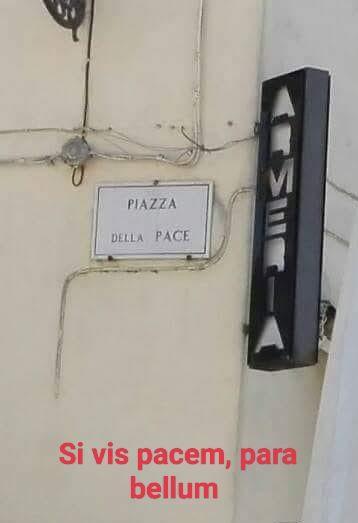 PIAZZA
DELLA PACE
ARMERIA
Si vis pacem, para
bellum